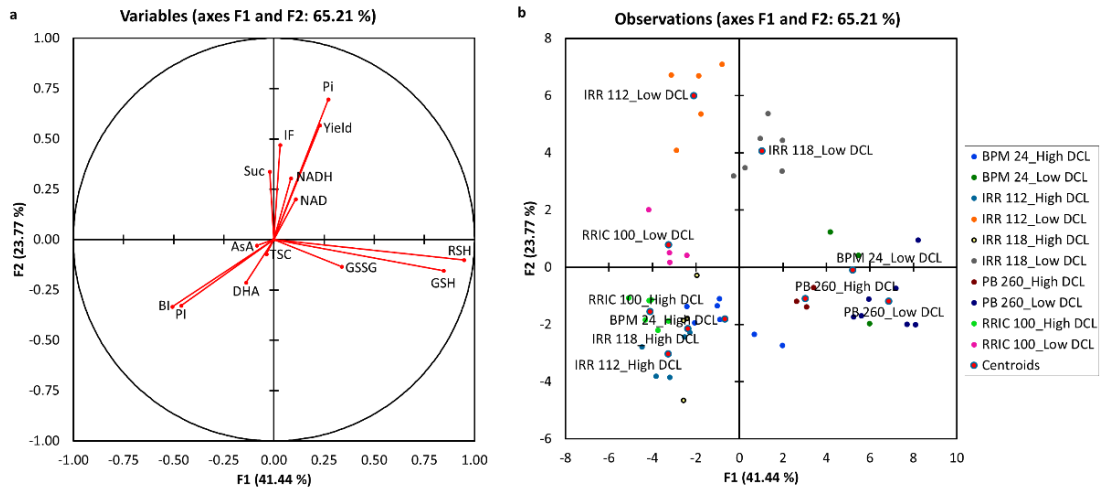 a
Variables (axes F1 and F2: 65.21 %)
1.00
0.75
0.50
0.25
0.00
-0.25
-0.50
-0.75
-1.00
F2 (23.77 %)
Pi
Yield
IF
Suc
NADH
NAD
AsA
TSC
RSH
GSSG
GSH
DHA
BI
PI
-1.00 -0.75 -0.50 -0.25 0.00 0.25 0.50 0.75 1.00
F1 (41.44 %)
b
Observations (axes F1 and F2: 65.21 %)
8
6
4
2
0
-2
-4
-6
F2 (23.77 %)
IRR 112_Low DCL
IRR 118_Low DCL
RRIC 100_Low DCL
BPM 24_Low DCL
PB 260_High DCL
RRIC 100_High DCL
PB 260_Low DCL
BPM 24_High DCL
IRR 118_High DCL
IRR 112_High DCL
-8 -6 -4 -2 0 2 4 6 8 10
F1 (41.44 %)
BPM 24_High DCL
BPM 24_Low DCL
IRR 112_High DCL
IRR 112_Low DCL
IRR 118_High DCL
IRR 118_Low DCL
PB 260_High DCL
PB 260_Low DCL
RRIC 100_High DCL
RRIC 100_Low DCL
Centroids